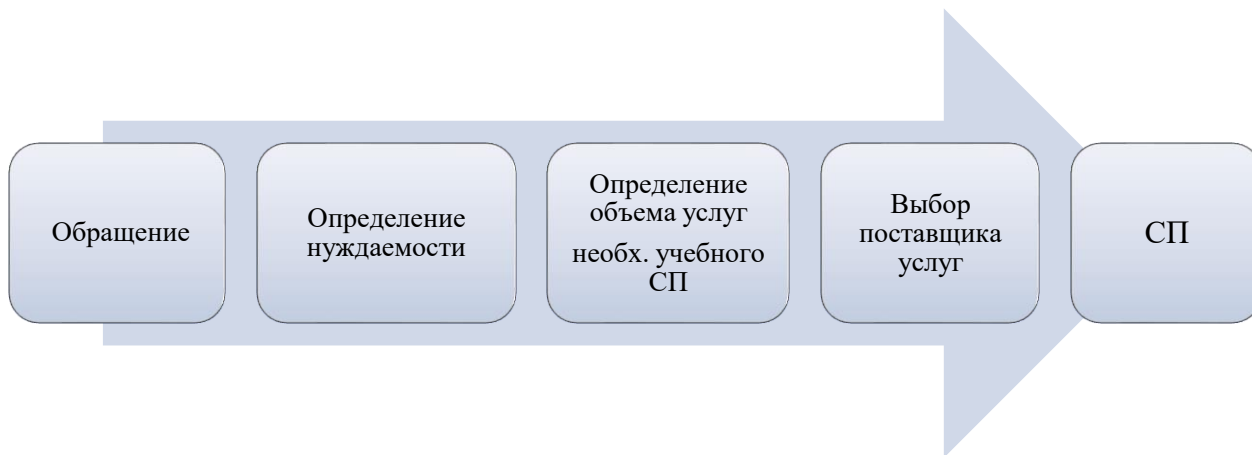 Обращение
Определение
нуждаемости
Определение
объема услуг
необх. учебного
СП
Выбор
поставщика
услуг
СП